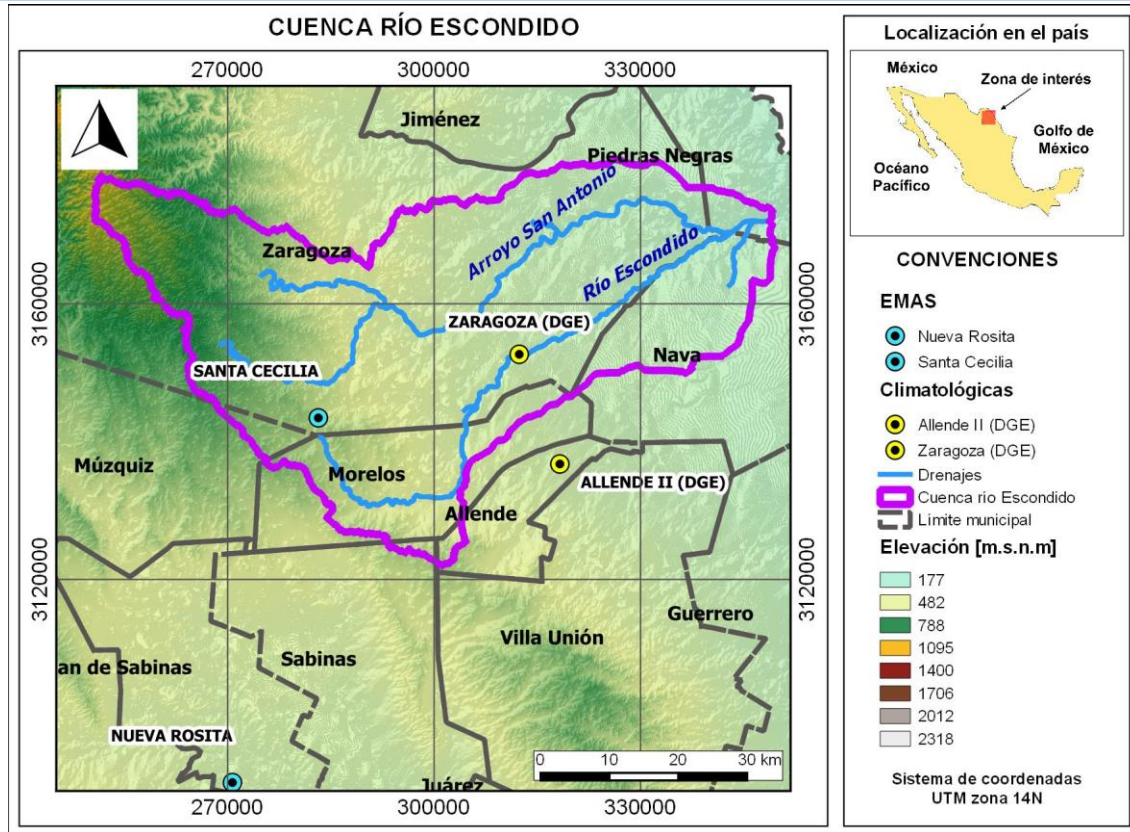 CUENCA RÍO ESCONDIDO
270000 300000 330000
Jiménez
Piedras Negras
Arroyo San Antonio
Zaragoza
Río Escondido
3160000
3160000
ZARAGOZA (DGE)
Nava
SANTA CECILIA
Múzquiz
Morelos
ALLENDE II (DGE)
Allende
3120000
3120000
Guerrero
Villa Unión
Sabinas
an de Sabinas
NUEVA ROSITA
Juárez
0 10 20 30 km
270000 300000 330000
Localización en el país
México
Zona de interés
Golfo de
México
Océano
Pacífico
CONVENCIONES
EMAS
Nueva Rosita
Santa Cecilia
Climatológicas
Allende II (DGE)
Zaragoza (DGE)
Drenajes
Cuenca rio Escondido
Limite municipal
Elevación [m.s.n.m]
177
482
788
1095
1400
1706
2012
2318
Sistema de coordenadas
UTM zona 14N